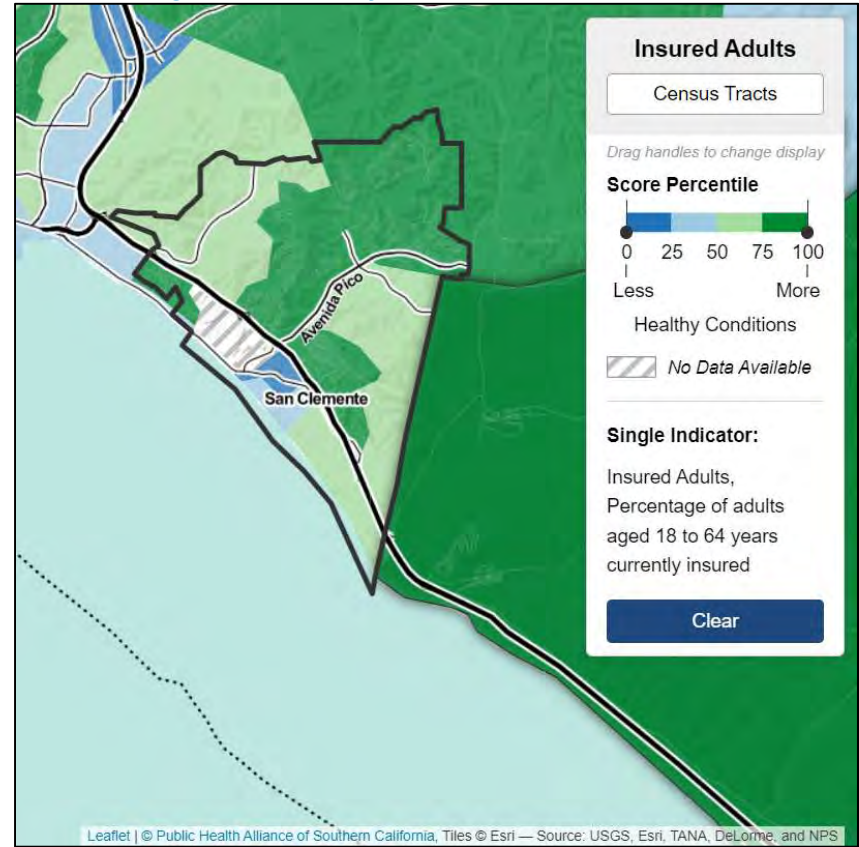 Insured Adults
Census Tracts
Drag handles to change display
Score Percentile
0 25 50 75 100
Less More
Healthy Conditions
No Data Available
Single Indicator:
Insured Adults,
Percentage of adults
aged 18 to 64 years
currently insured
Clear
Avenida Pico
San Clemente
Leaflet | © Public Health Alliance of Southern California, Tiles © Esri — Source: USGS, Esri, TANA, DeLorme, and NPS